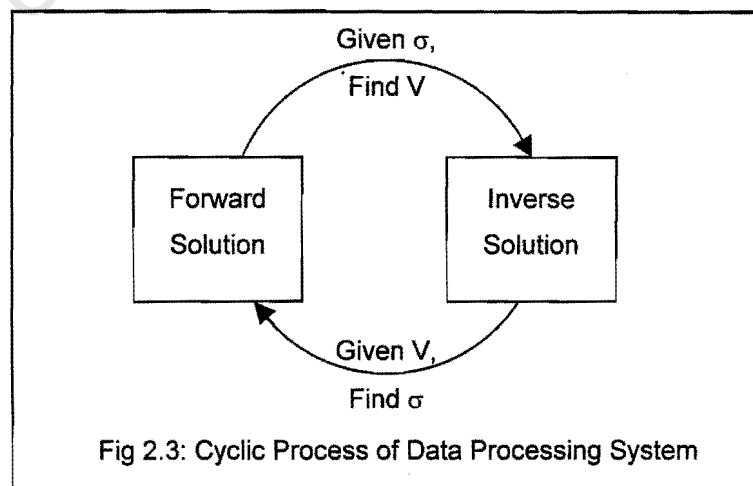 Given σ,
Find V
Forward
Solution
Inverse
Solution
Given V,
Find σ
Fig 2.3: Cyclic Process of Data Processing System